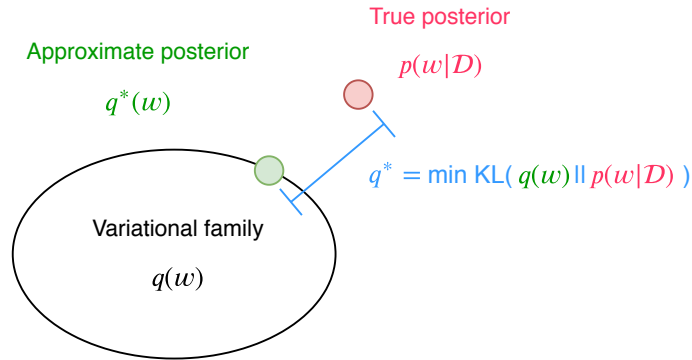 True posterior
p(w|𝒟)
Approximate posterior
q*(w)
q* = min KL( q(w) || p(w|𝒟) )
Variational family
q(w)